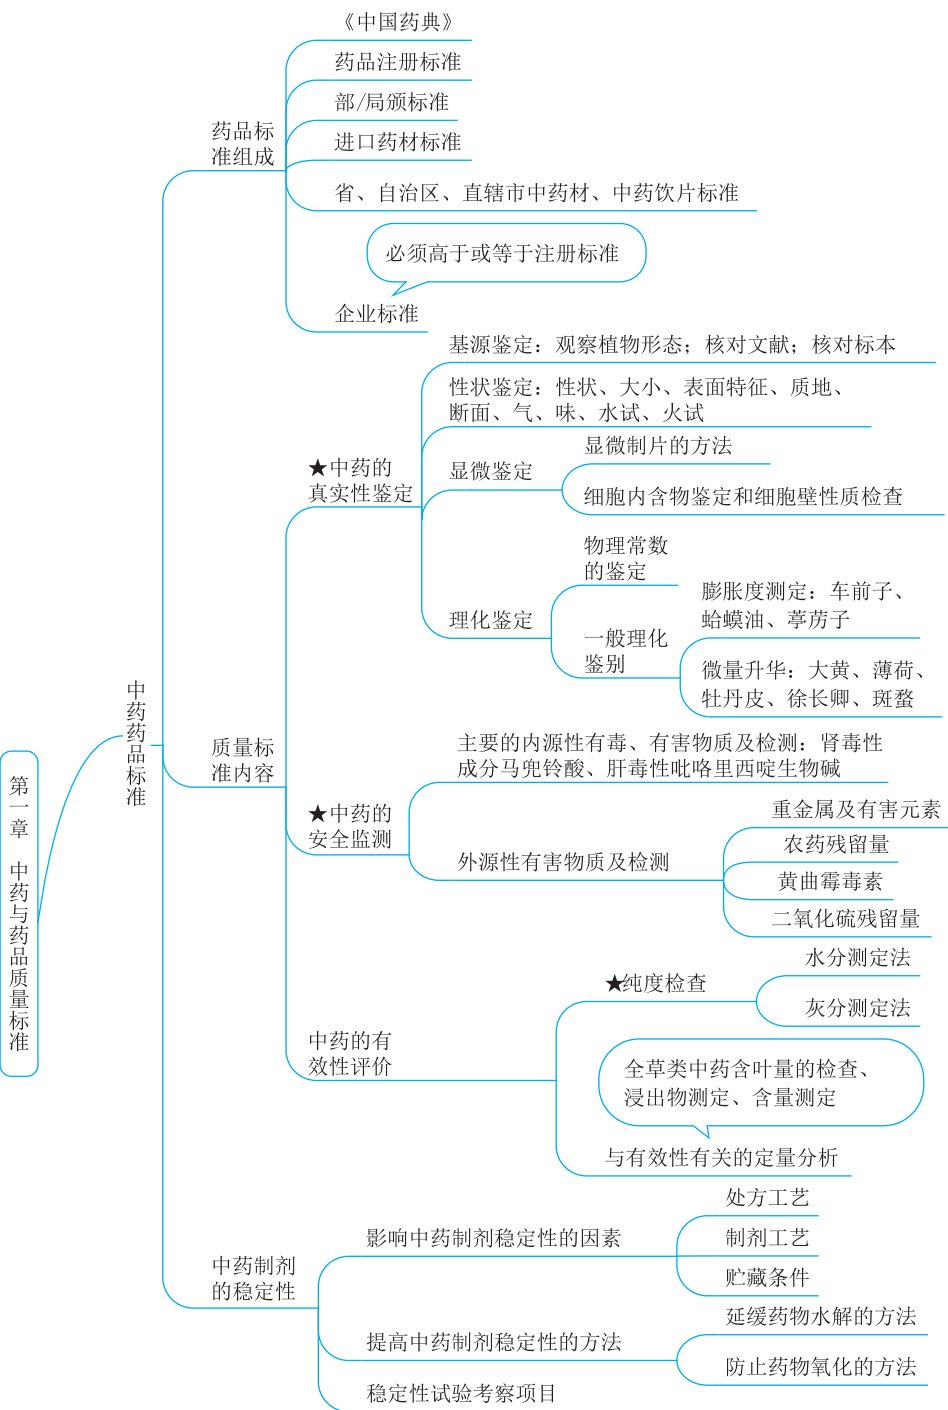 《中国药典》
药品注册标准
部/局颁标准
药品标
准组成
进口药材标准
省、自治区、直辖市中药材、中药饮片标准
必须高于或等于注册标准
企业标准
基源鉴定：观察植物形态；核对文献；核对标本
性状鉴定：性状、大小、表面特征、质地、
断面、气、味、水试、火试
★中药的
真实性鉴定
显微鉴定
显微制片的方法
细胞内含物鉴定和细胞壁性质检查
理化鉴定
物理常数
的鉴定
一般理化
鉴别
膨胀度测定：车前子、
蛤蟆油、葶苈子
微量升华：大黄、薄荷、
牡丹皮、徐长卿、斑蝥
第一章 中药与药品质量标准
中药药品标准
质量标
准内容
★中药的
安全监测
主要的内源性有毒、有害物质及检测：肾毒性
成分马兜铃酸、肝毒性吡咯里西啶生物碱
外源性有害物质及检测
重金属及有害元素
农药残留量
黄曲霉毒素
二氧化硫残留量
中药的有
效性评价
★纯度检查
水分测定法
灰分测定法
全草类中药含叶量的检查、
浸出物测定、含量测定
与有效性有关的定量分析
中药制剂
的稳定性
影响中药制剂稳定性的因素
处方工艺
制剂工艺
贮藏条件
提高中药制剂稳定性的方法
延缓药物水解的方法
防止药物氧化的方法
稳定性试验考察项目